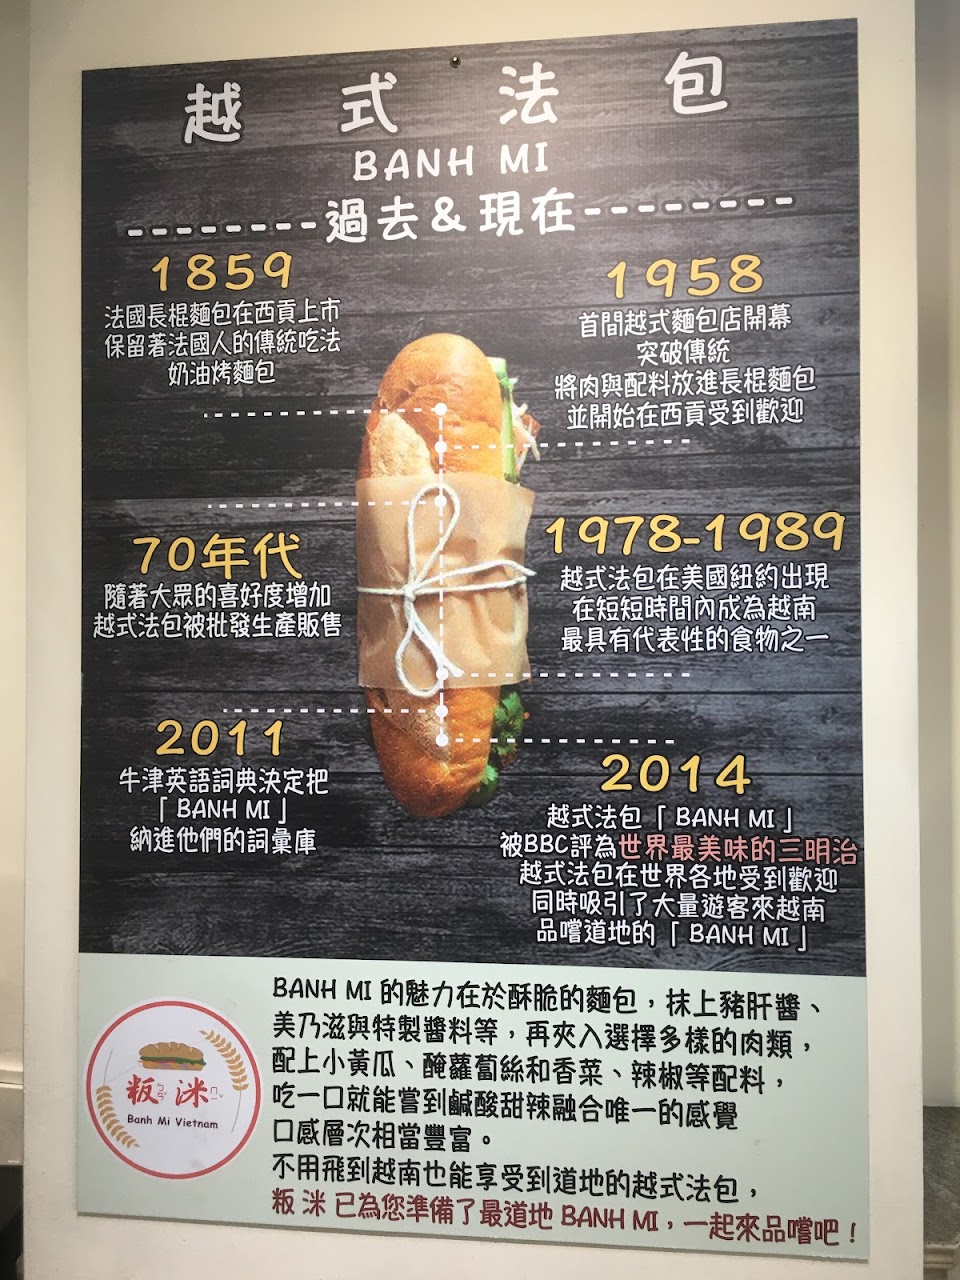 越式法包
BANH MI
過去&現在
1859
法國長棍麵包在西貢上市
保留著法國人的傳統吃法
奶油烤麵包
1958
首間越式麵包店開幕
突破傳統
將肉與配料放進長棍麵包
並開始在西貢受到歡迎
70年代
隨著大眾的喜好度增加
越式法包被批發生產販售
1978-1989
越式法包在美國紐約出現
在短短時間內成為越南
最具有代表性的食物之一
2011
牛津英語詞典決定把
「BANH MI」
納進他們的詞彙庫
2014
越式法包「BANH MI」
被BBC評為世界最美味的三明治
越式法包在世界各地受到歡迎
同時吸引了大量遊客來越南
品嚐道地的「BANH MI」
BANH MI 的魅力在於酥脆的麵包，抹上豬肝醬、
美乃滋與特製醬料等，再夾入選擇多樣的肉類，
配上小黃瓜、醃蘿蔔絲和香菜、辣椒等配料，
吃一口就能嘗到鹹酸甜辣融合唯一的感覺
口感層次相當豐富。
不用飛到越南也能享受到道地的越式法包，
粄洣已為您準備了最道地 BANH MI，一起來品嚐吧！
粄ㄅㄢˇ洣ㄇㄧˇ
Banh Mi Vietnam